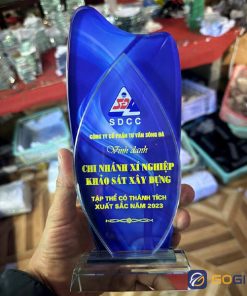 SDCC
CÔNG TY CỔ PHẦN TƯ VẤN SÔNG ĐÀ
Vinh danh
CHI NHÁNH XÍ NGHIỆP
KHẢO SÁT XÂY DỰNG
TẬP THỂ CÓ THÀNH TÍCH
XUẤT SẮC NĂM 2023